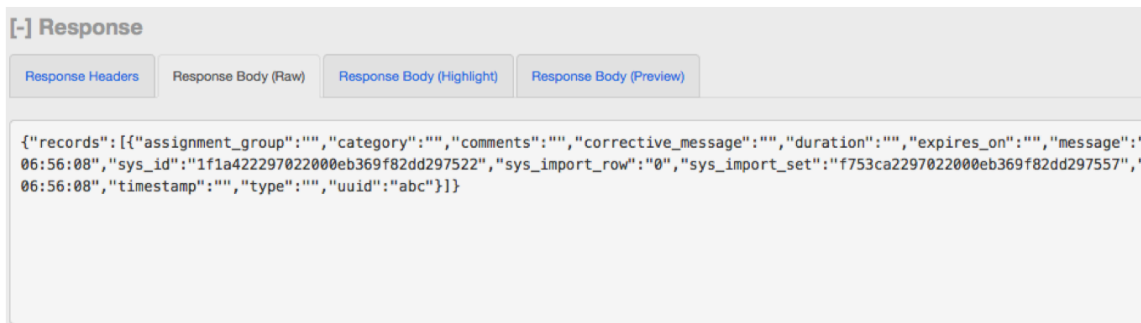 [-] Response
Response Headers Response Body (Raw) Response Body (Highlight) Response Body (Preview)
{"records":[{"assignment_group":"","category":"","comments":"","corrective_message":"","duration":"","expires_on":"","message":"
06:56:08","sys_id":"1f1a422297022000eb369f82dd297522","sys_import_row":"0","sys_import_set":"f753ca2297022000eb369f82dd297557","
06:56:08","timestamp":"","type":"","uuid":"abc"}]}